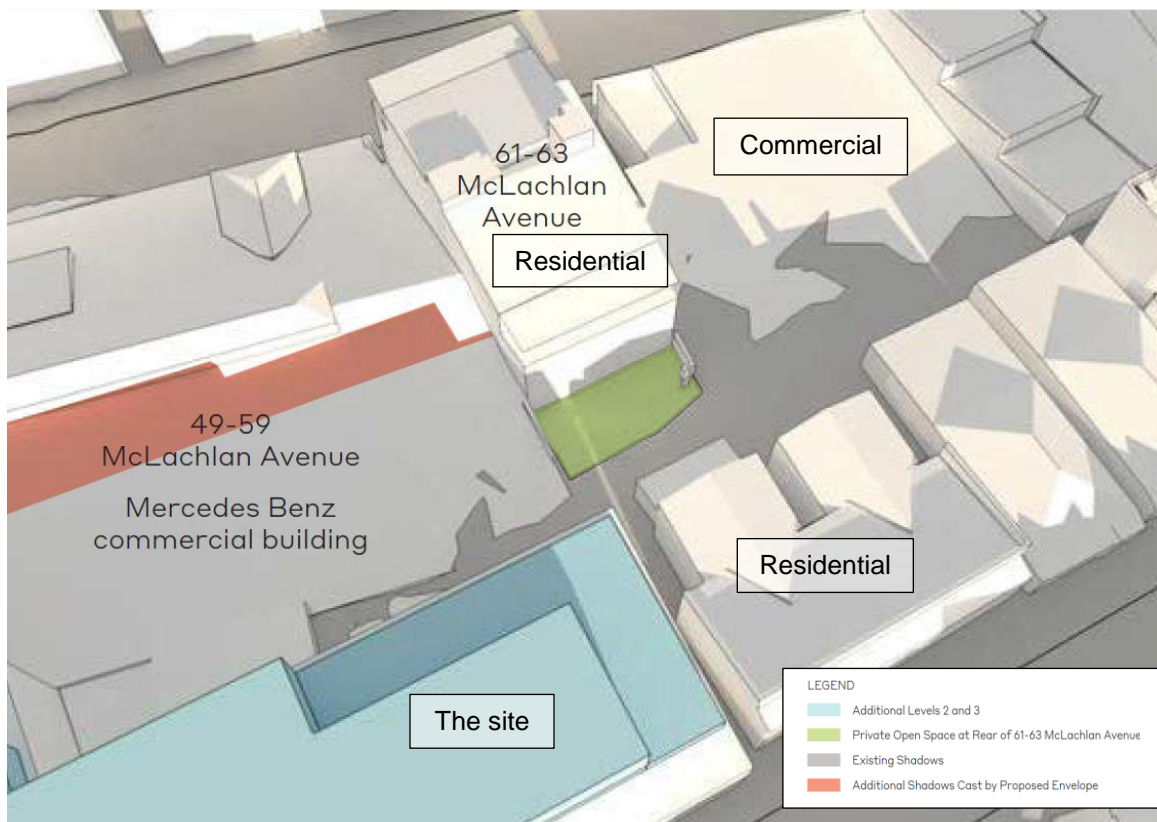 61-63
McLachlan
Avenue
Residential
Commercial
49-59
McLachlan Avenue
Mercedes Benz
commercial building
Residential
The site
LEGEND
Additional Levels 2 and 3
Private Open Space at Rear of 61-63 McLachlan Avenue
Existing Shadows
Additional Shadows Cast by Proposed Envelope